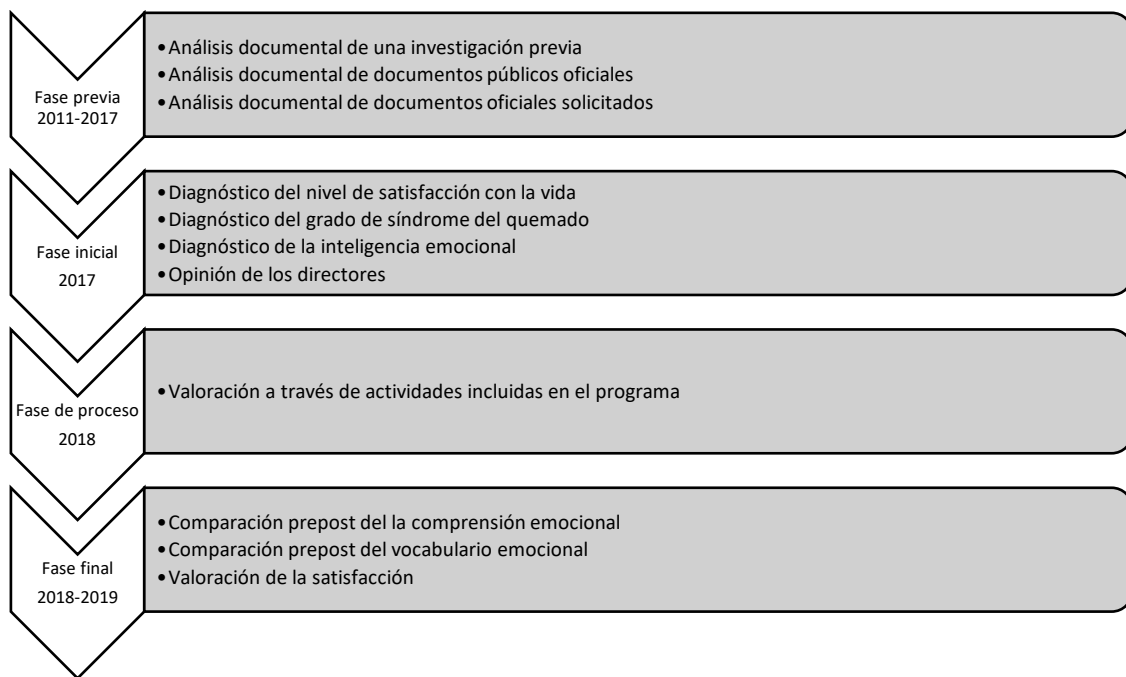 Fase previa
2011-2017
•Análisis documental de una investigación previa
•Análisis documental de documentos públicos oficiales
•Análisis documental de documentos oficiales solicitados
Fase inicial
2017
•Diagnóstico del nivel de satisfacción con la vida
•Diagnóstico del grado de síndrome del quemado
•Diagnóstico de la inteligencia emocional
•Opinión de los directores
Fase de proceso
2018
•Valoración a través de actividades incluidas en el programa
Fase final
2018-2019
•Comparación prepost del la comprensión emocional
•Comparación prepost del vocabulario emocional
•Valoración de la satisfacción